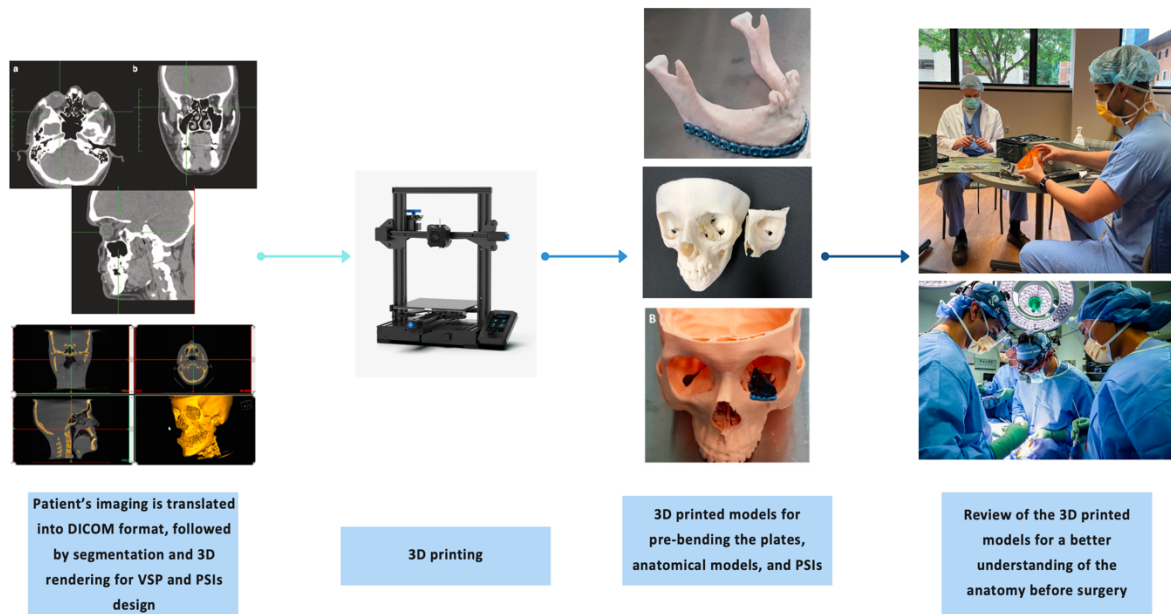 a
b
B
Patient's imaging is translated
into DICOM format, followed
by segmentation and 3D
rendering for VSP and PSIs
design
3D printing
3D printed models for
pre-bending the plates,
anatomical models, and PSIs
Review of the 3D printed
models for a better
understanding of the
anatomy before surgery